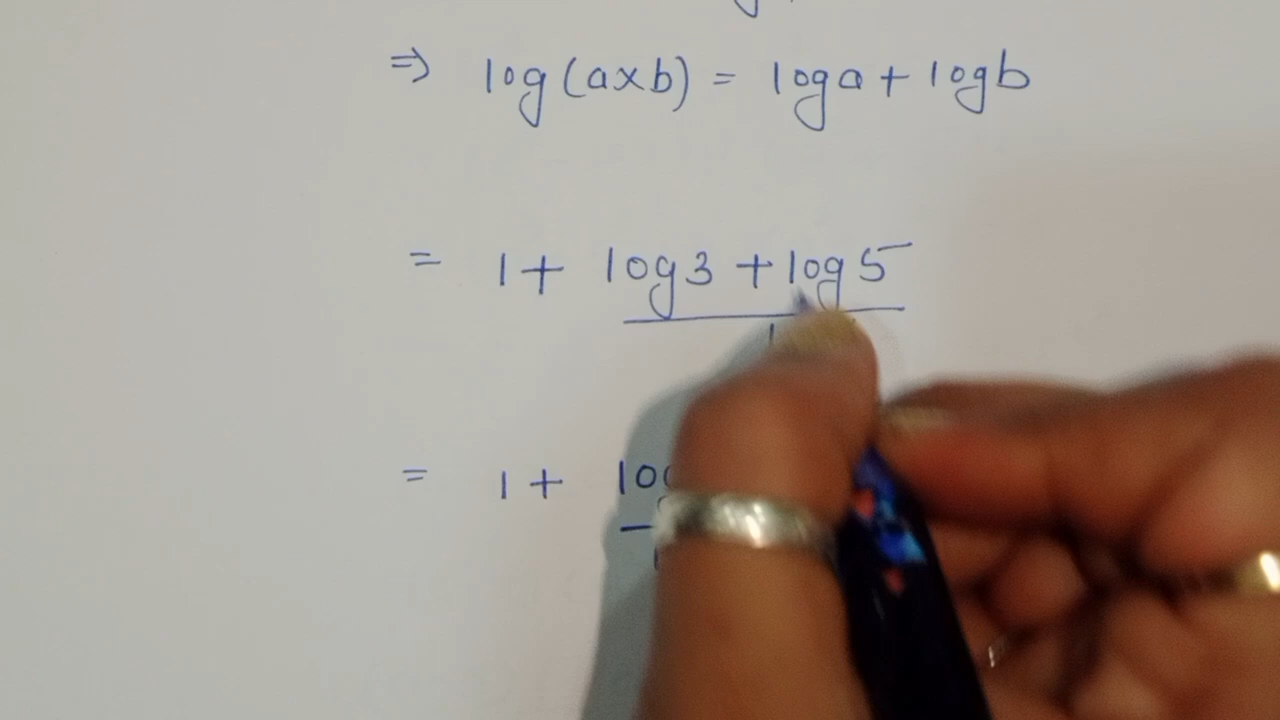 ⇒ log(a×b) = loga + logb
= 1 + log3 + log5
= 1 +